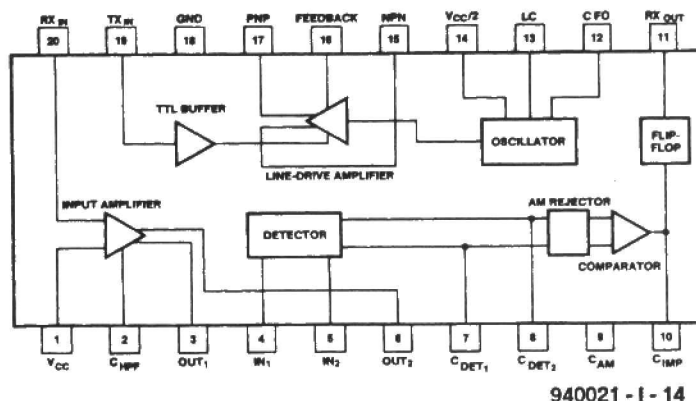 RX IN TX IN GND PNP FEEDBACK NPN VCC/2 LC CFO RX OUT
20 19 18 17 16 15 14 13 12 11
TTL BUFFER
OSCILLATOR
FLIP-
FLOP
LINE-DRIVE AMPLIFIER
INPUT AMPLIFIER
AM REJECTOR
DETECTOR
COMPARATOR
1 2 3 4 5 6 7 8 9 10
VCC CHPF OUT1 IN1 IN2 OUT2 CDET1 CDET2 CAM CIMP
940021 - I - 14